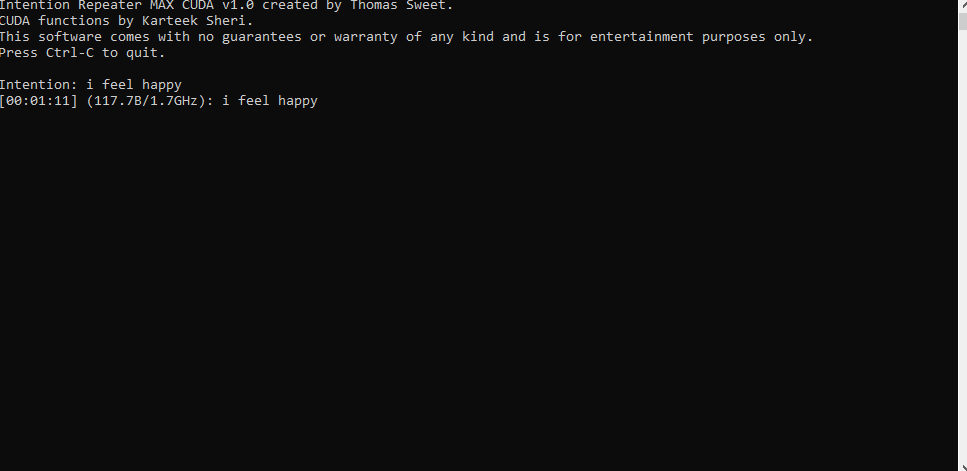 Intention Repeater MAX CUDA v1.0 created by Thomas Sweet.
CUDA functions by Karteek Sheri.
This software comes with no guarantees or warranty of any kind and is for entertainment purposes only.
Press Ctrl-C to quit.
Intention: i feel happy
[00:01:11] (117.7B/1.7GHz): i feel happy